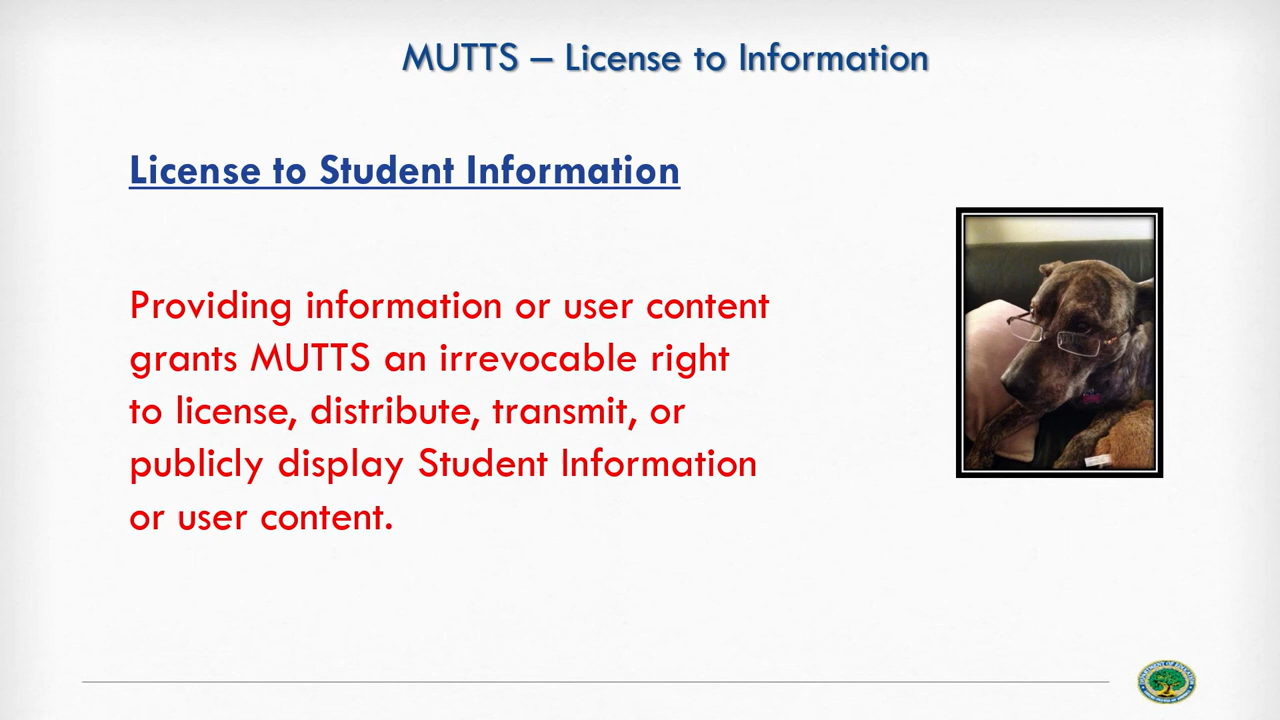 MUTTS – License to Information
License to Student Information
Providing information or user content
grants MUTTS an irrevocable right
to license, distribute, transmit, or
publicly display Student Information
or user content.